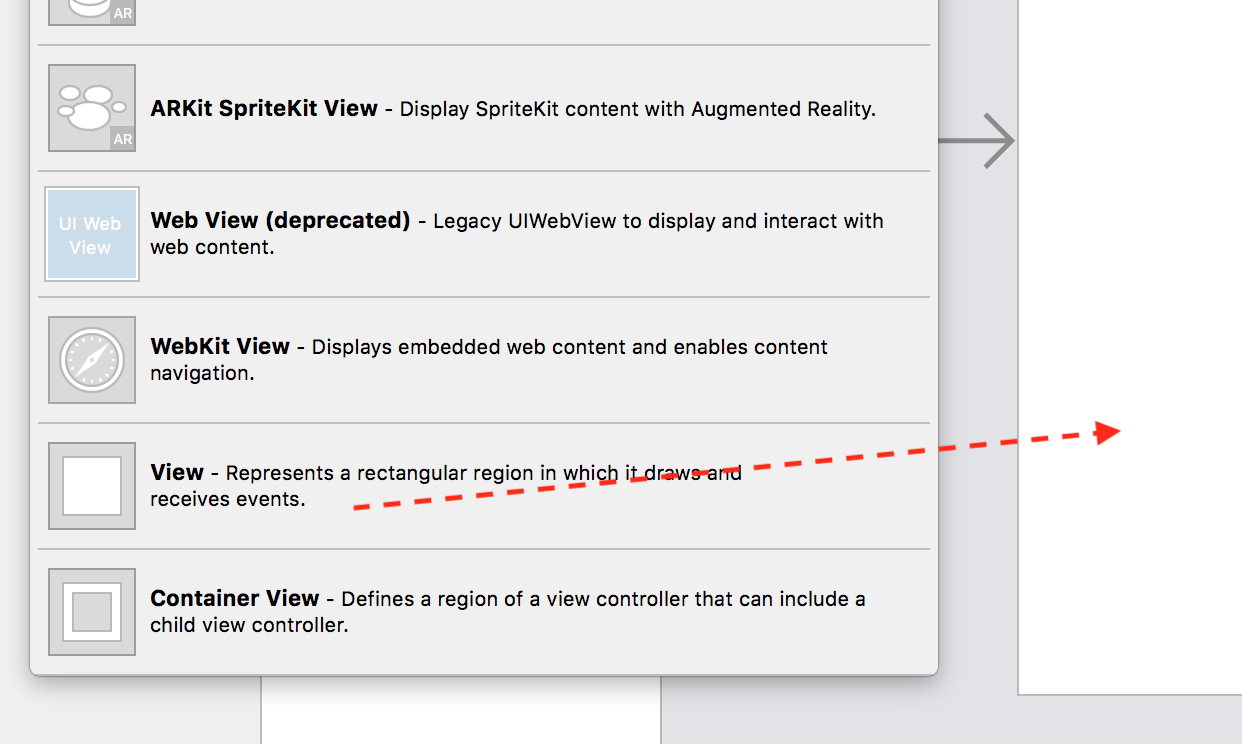 AR
ARKit SpriteKit View - Display SpriteKit content with Augmented Reality.
AR
UI Web
View
Web View (deprecated) - Legacy UIWebView to display and interact with
web content.
WebKit View - Displays embedded web content and enables content
navigation.
View - Represents a rectangular region in which it draws and
receives events.
Container View - Defines a region of a view controller that can include a
child view controller.